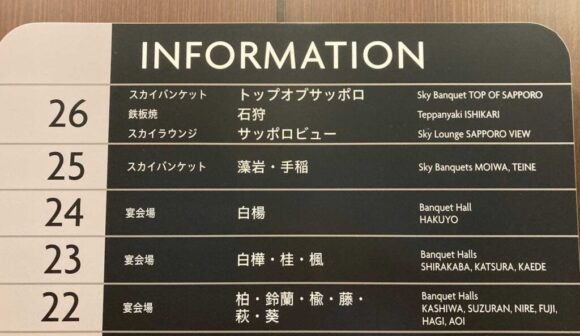 INFORMATION
26
スカイバンケット トップオブサッポロ Sky Banquet TOP OF SAPPORO
鉄板焼 石狩 Teppanyaki ISHIKARI
スカイラウンジ サッポロビュー Sky Lounge SAPPORO VIEW
25 スカイバンケット 藻岩・手稲 Sky Banquets MOIWA, TEINE
24 宴会場 白楊 Banquet Hall
HAKUYO
23 宴会場 白樺・桂・楓 Banquet Halls
SHIRAKABA, KATSURA, KAEDE
22 宴会場 柏・鈴蘭・楡・藤・
萩・葵
Banquet Halls
KASHIWA, SUZURAN, NIRE, FUJI,
HAGI, AOI